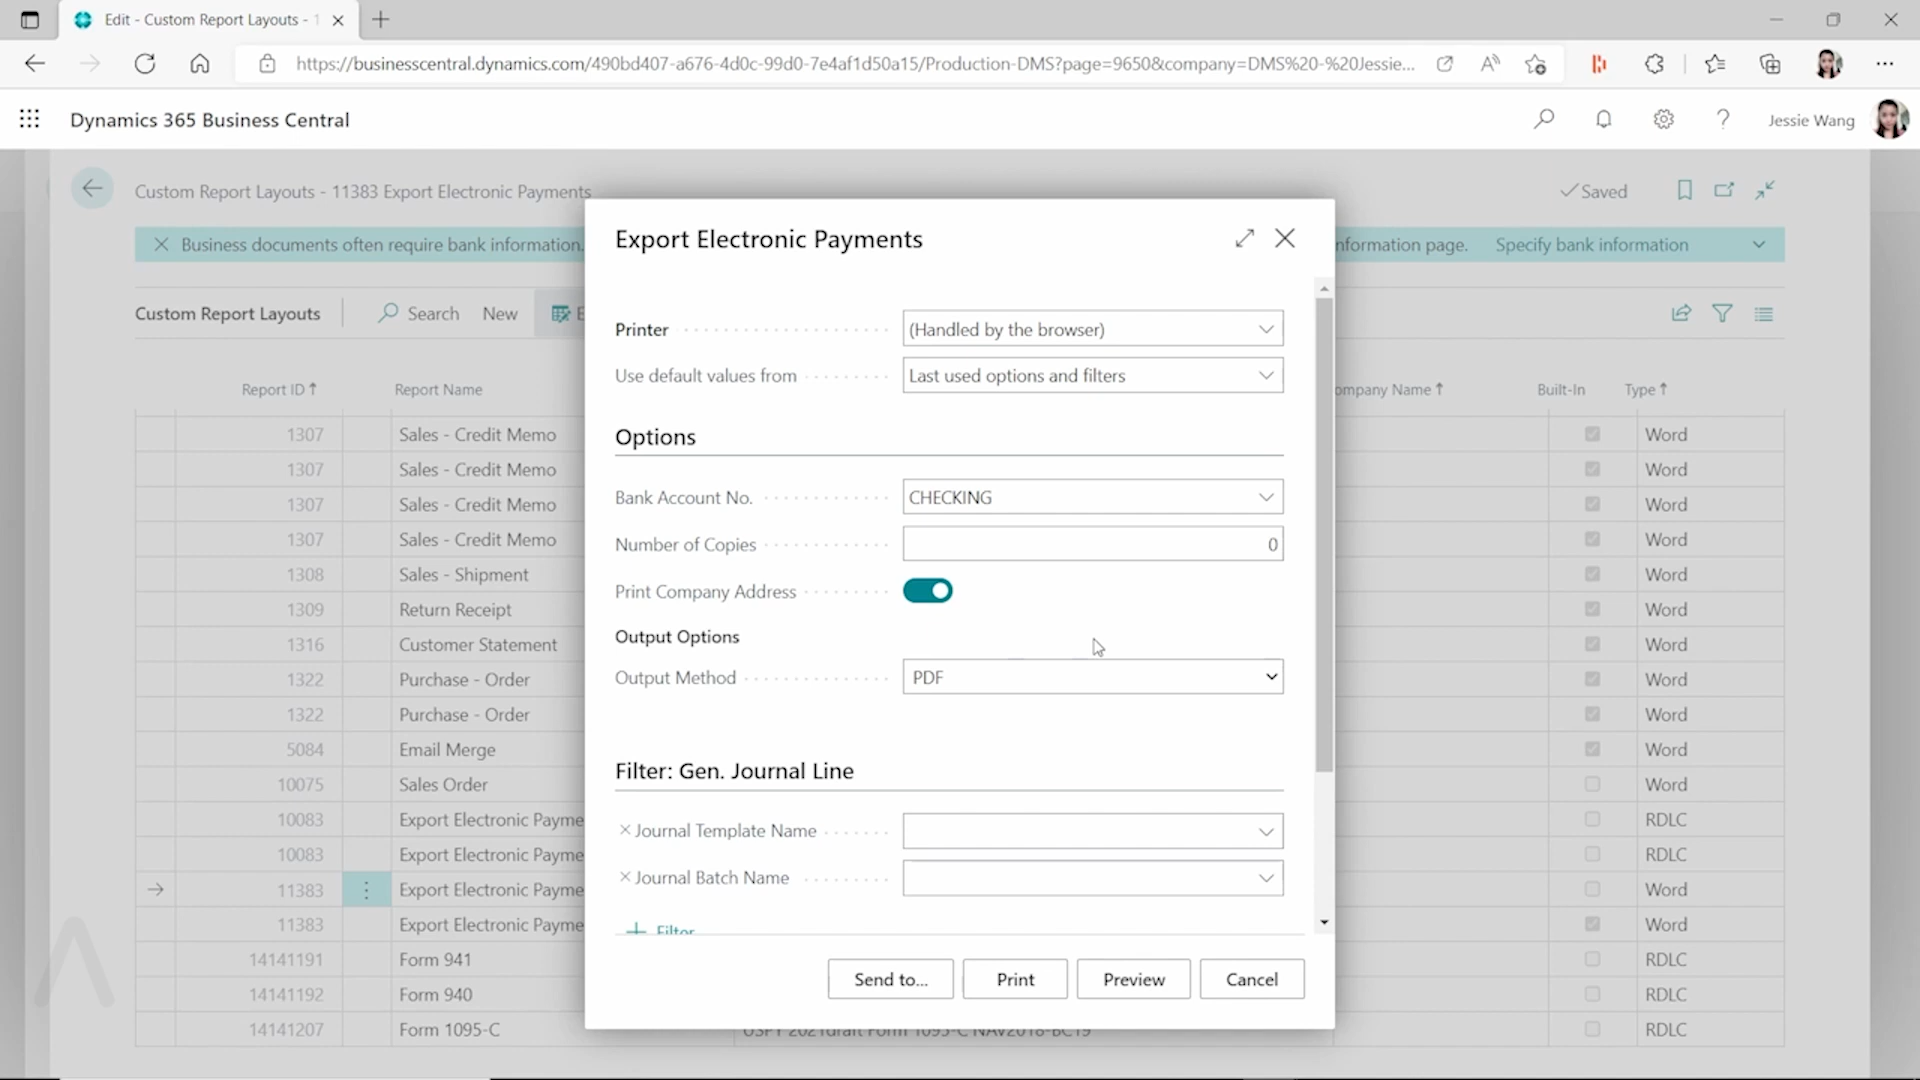 Edit - Custom Report Layouts - 1
https://businesscentral.dynamics.com/490bd407-a676-4d0c-99d0-7e4af1d50a15/Production-DMS?page=9650&company=DMS%20-%20Jessie...
Dynamics 365 Business Central
Jessie Wang
Custom Report Layouts - 11383 Export Electronic Payments
Saved
Business documents often require bank information.
nformation page.
Specify bank information
Custom Report Layouts
Search
New
E
Report ID↑
Report Name
ompany Name↑
Built-In
Type↑
1307 Sales - Credit Memo Word
1307 Sales - Credit Memo Word
1307 Sales - Credit Memo Word
1307 Sales - Credit Memo Word
1308 Sales - Shipment Word
1309 Return Receipt Word
1316 Customer Statement Word
1322 Purchase - Order Word
1322 Purchase - Order Word
5084 Email Merge Word
10075 Sales Order Word
10083 Export Electronic Payme RDLC
10083 Export Electronic Payme RDLC
11383 Export Electronic Payme Word
11383 Export Electronic Payme Word
14141191 Form 941 RDLC
14141192 Form 940 RDLC
14141207 Form 1095-C USPY 2021draft Form 1095-C NAV2018-BC19 RDLC
Export Electronic Payments
Printer (Handled by the browser)
Use default values from Last used options and filters
Options
Bank Account No. CHECKING
Number of Copies 0
Print Company Address
Output Options
Output Method PDF
Filter: Gen. Journal Line
×Journal Template Name
×Journal Batch Name
+ Filter
Send to...
Print
Preview
Cancel